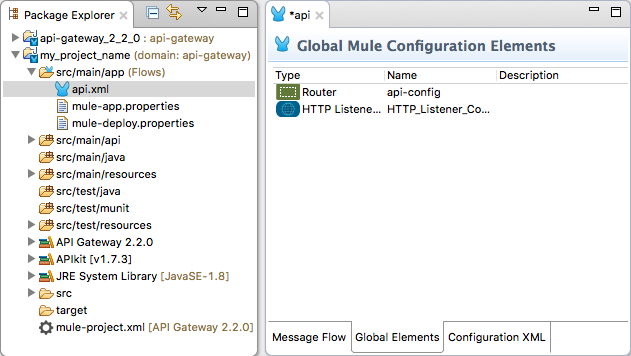 Package Explorer
api-gateway_2_2_0 : api-gateway
my_project_name (domain: api-gateway)
src/main/app (Flows)
api.xml
mule-app.properties
mule-deploy.properties
src/main/api
src/main/java
src/main/resources
src/test/java
src/test/munit
src/test/resources
API Gateway 2.2.0
APIkit [v1.7.3]
JRE System Library [JavaSE-1.8]
src
target
mule-project.xml [API Gateway 2.2.0]
*api
Global Mule Configuration Elements
Type Name Description
Router api-config
HTTP Listene... HTTP_Listener_Co...
Message Flow Global Elements Configuration XML